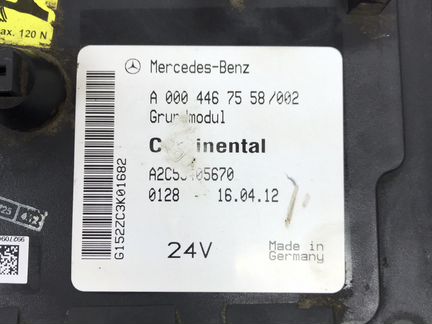 ax. 120 N
Mercedes-Benz
A 000 446 75 58/002
Continental
0128 - 16.04.12
24V
Made in
Germany
G152ZC3K01682